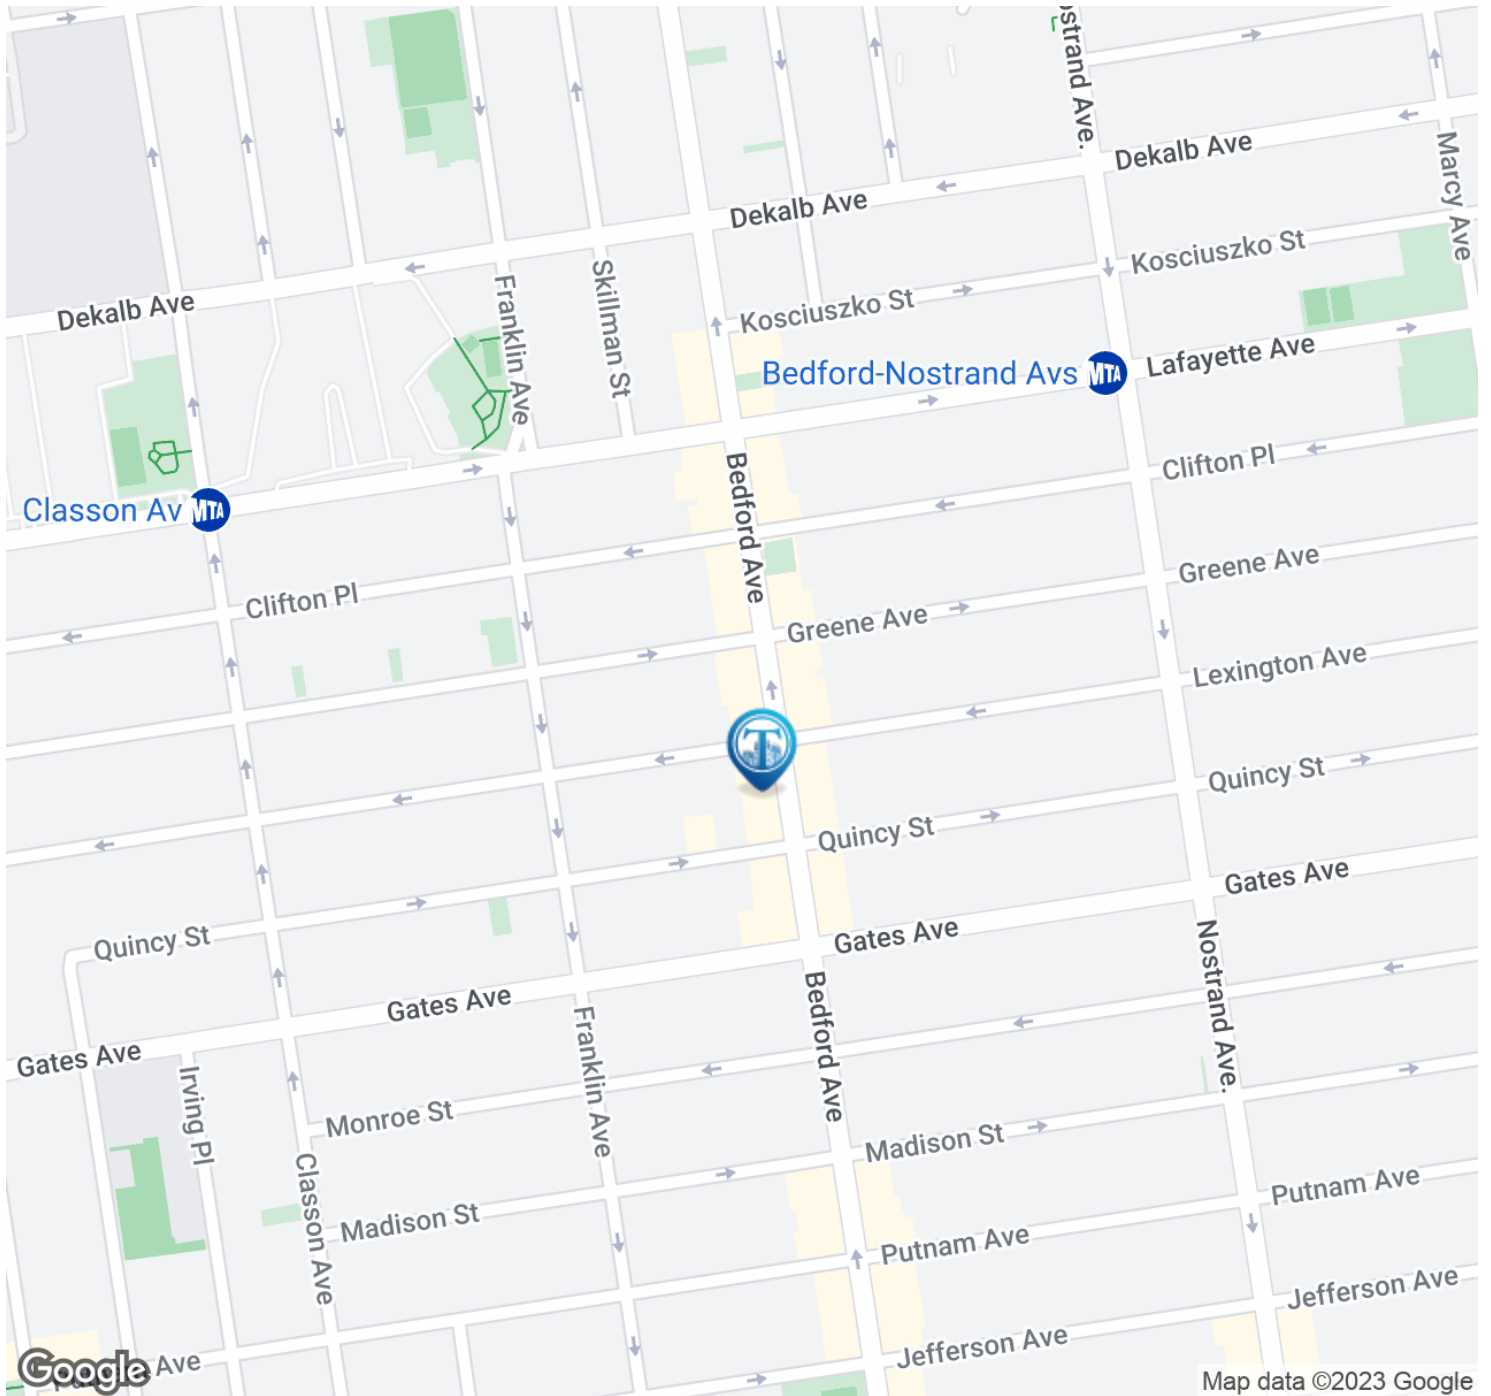 Nostrand Ave.
Dekalb Ave
Marcy Ave
Dekalb Ave
Kosciuszko St
Skillman St
Franklin Ave
Dekalb Ave
Kosciuszko St
Lafayette Ave
Bedford-Nostrand Avs MTA
Bedford Ave
Clifton Pl
Classon Av MTA
Greene Ave
Clifton Pl
Greene Ave
Lexington Ave
T
Quincy St
Quincy St
Gates Ave
Quincy St
Gates Ave
Nostrand Ave.
Gates Ave
Bedford Ave
Franklin Ave
Gates Ave
Irving Pl
Monroe St
Madison St
Classon Ave
Putnam Ave
Madison St
Putnam Ave
Jefferson Ave
Jefferson Ave
Ave
Google
Map data ©2023 Google